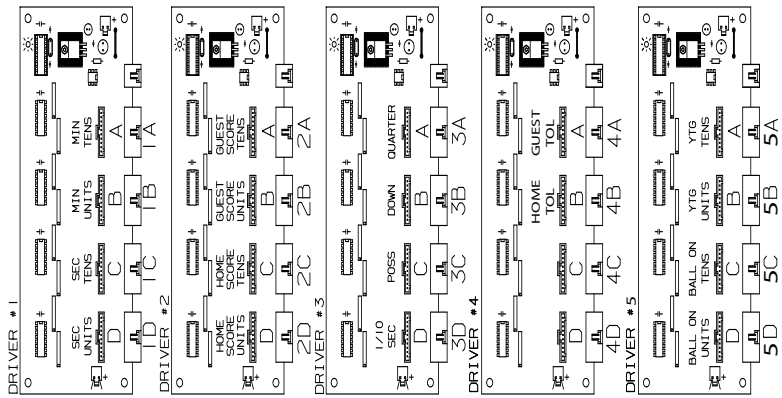 DRIVER #1
MIN
TENS
A
1A
MIN
UNITS
B
1B
SEC
TENS
C
1C
SEC
UNITS
D
1D
DRIVER #2
GUEST
SCORE
TENS
A
2A
GUEST
SCORE
UNITS
B
2B
HOME
SCORE
TENS
C
2C
HOME
SCORE
UNITS
D
2D
DRIVER #3
QUARTER
A
3A
DOWN
B
3B
POSS
C
3C
1/10
SEC
D
3D
DRIVER #4
GUEST
TOL
A
4A
HOME
TOL
B
4B
C
4C
D
4D
DRIVER #5
YTG
TENS
A
5A
YTG
UNITS
B
5B
BALL ON
TENS
C
5C
BALL ON
UNITS
D
5D